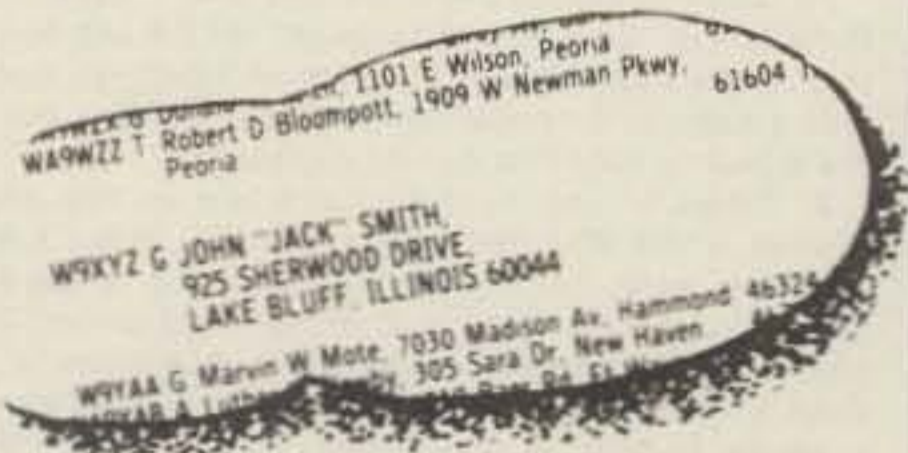 1101 E Wilson, Peoria
WA9WZZ T Robert D Bloompott, 1909 W Newman Pkwy,
Peoria 61604
W9XYZ G JOHN "JACK" SMITH,
925 SHERWOOD DRIVE,
LAKE BLUFF, ILLINOIS 60044
W9YAA G Marvin W Mote, 7030 Madison Av, Hammond 46324
305 Sara Dr, New Haven